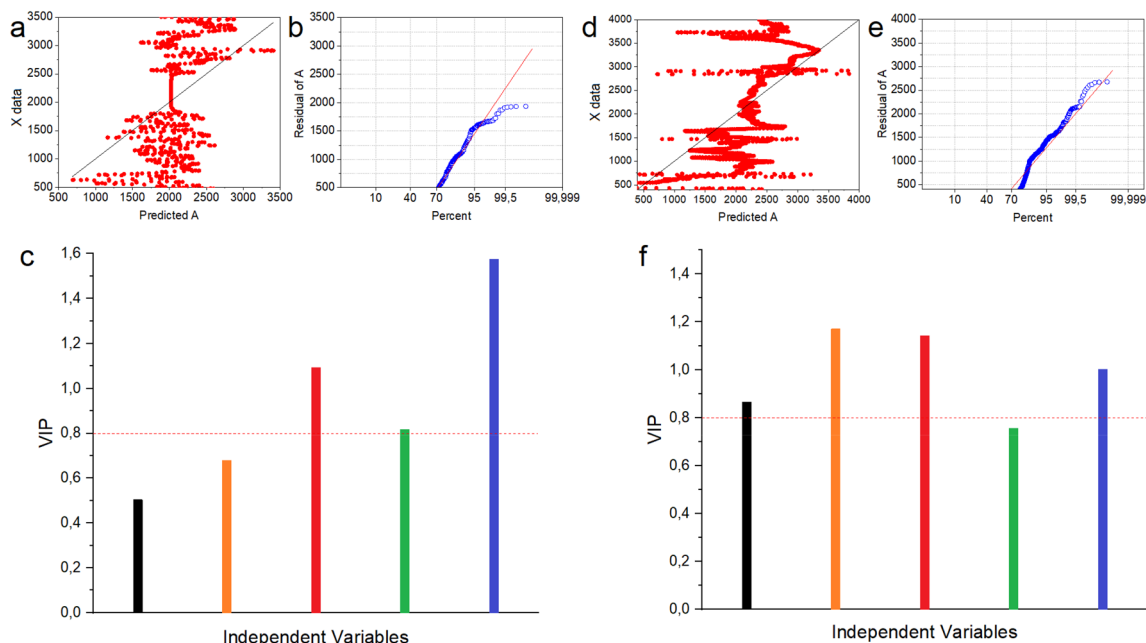 a
3500
3000
2500
2000
1500
1000
500
X data
500 1000 1500 2000 2500 3000 3500
Predicted A
b
3500
3000
2500
2000
1500
1000
500
Residual of A
10 40 70 95 99,5 99,999
Percent
d
4000
3500
3000
2500
2000
1500
1000
500
X data
500 1000 1500 2000 2500 3000 3500 4000
Predicted A
e
4000
3500
3000
2500
2000
1500
1000
500
Residual of A
10 40 70 95 99,5 99,999
Percent
c
1,6
1,4
1,2
1,0
0,8
0,6
0,4
0,2
0,0
VIP
Independent Variables
f
1,4
1,2
1,0
0,8
0,6
0,4
0,2
0,0
VIP
Independent Variables